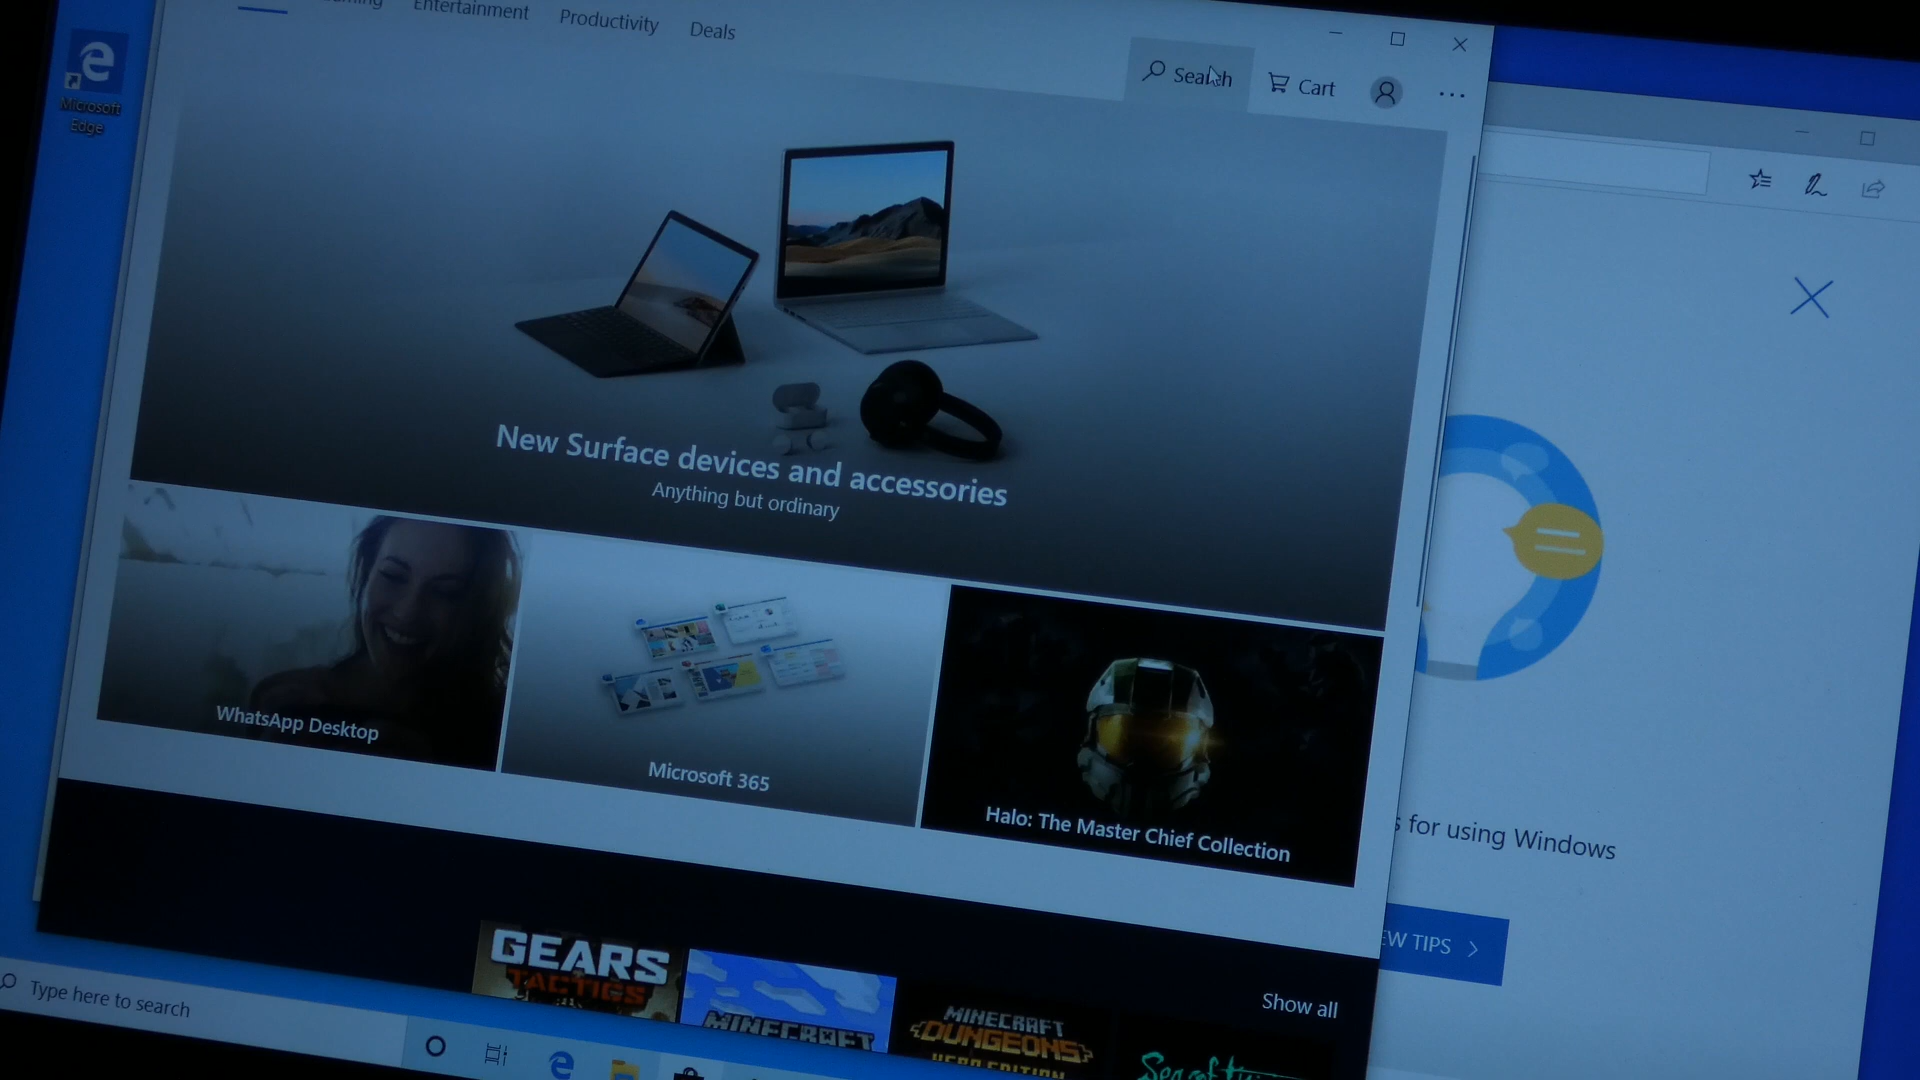 Microsoft
Edge
Entertainment
Productivity
Deals
Search
Cart
New Surface devices and accessories
Anything but ordinary
WhatsApp Desktop
Microsoft 365
Halo: The Master Chief Collection
for using Windows
TIPS
GEARS
TACTICS
MINECRAFT
MINECRAFT
DUNGEONS
HERO EDITION
Show all
Type here to search